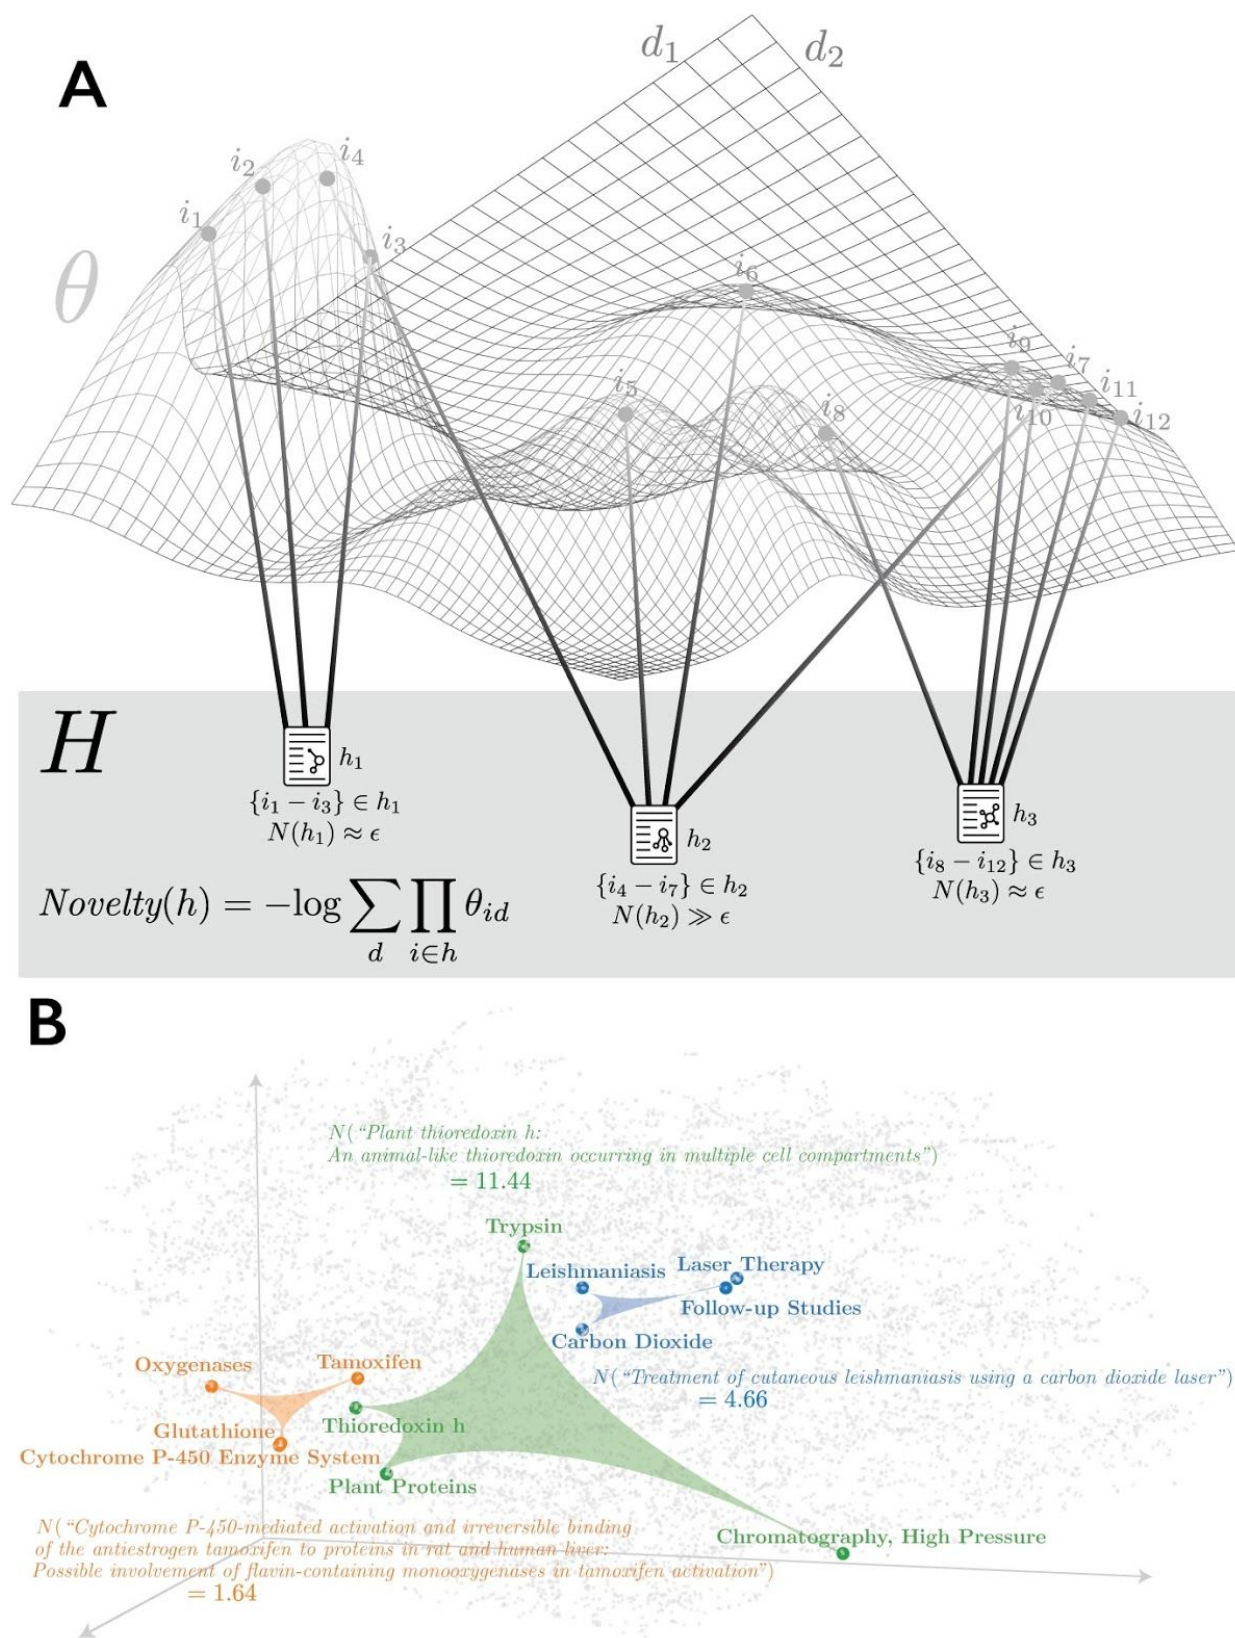 A
d₁
d₂
i₂
i₄
i₁
i₃
θ
i₆
i₉
i₇
i₅
i₁₁
i₈
i₁₀
i₁₂
H
h₁
{i₁ − i₃} ∈ h₁
N(h₁) ≈ ϵ
h₂
{i₄ − i₇} ∈ h₂
N(h₂) ≫ ϵ
h₃
{i₈ − i₁₂} ∈ h₃
N(h₃) ≈ ϵ
Novelty(h) = −log ∑_d ∏_{i∈h} θ_{id}
B
N(“Plant thioredoxin h:
An animal-like thioredoxin occurring in multiple cell compartments”)
= 11.44
Trypsin
Leishmaniasis
Laser Therapy
Follow-up Studies
Carbon Dioxide
Oxygenases
Tamoxifen
N(“Treatment of cutaneous leishmaniasis using a carbon dioxide laser”)
= 4.66
Thioredoxin h
Glutathione
Cytochrome P-450 Enzyme System
Plant Proteins
N(“Cytochrome P-450-mediated activation and irreversible binding
of the antiestrogen tamoxifen to proteins in rat and human liver:
Possible involvement of flavin-containing monooxygenases in tamoxifen activation”)
= 1.64
Chromatography, High Pressure